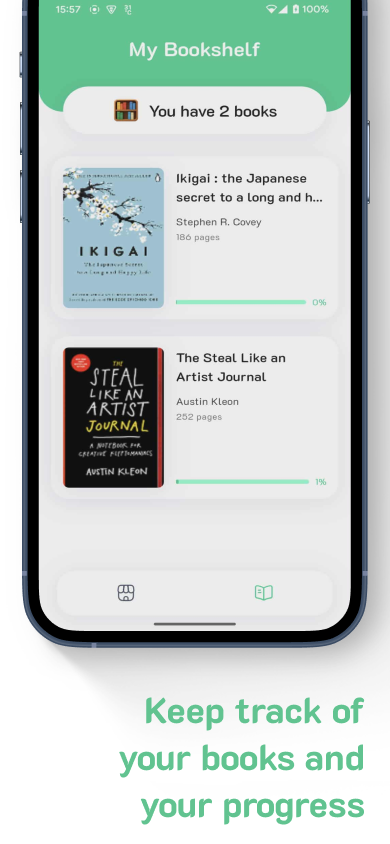 15:57
100%
My Bookshelf
You have 2 books
IKIGAI
The Japanese Secret
to a Long and Happy Life
Ikigai : the Japanese
secret to a long and h...
Stephen R. Covey
186 pages
0%
THE
STEAL
LIKE AN
ARTIST
JOURNAL
A NOTEBOOK FOR
CREATIVE KLEPTOMANIACS
AUSTIN KLEON
The Steal Like an
Artist Journal
Austin Kleon
252 pages
1%
Keep track of
your books and
your progress